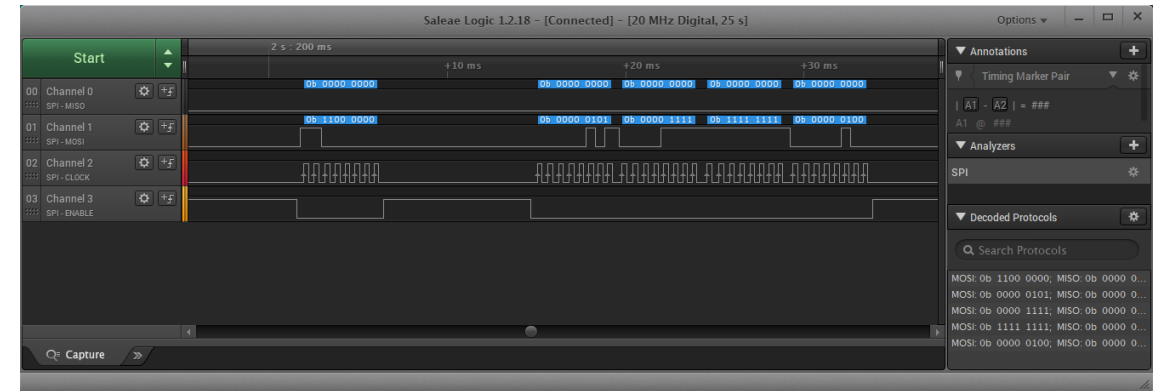 Saleae Logic 1.2.18 - [Connected] - [20 MHz Digital, 25 s]
Options
Start
2 s : 200 ms
+10 ms
+20 ms
+30 ms
00 Channel 0
SPI - MISO
0b 0000 0000
0b 0000 0000
0b 0000 0000
0b 0000 0000
0b 0000 0000
01 Channel 1
SPI - MOSI
0b 1100 0000
0b 0000 0101
0b 0000 1111
0b 1111 1111
0b 0000 0100
02 Channel 2
SPI - CLOCK
03 Channel 3
SPI - ENABLE
Capture
Annotations
Timing Marker Pair
| A1 - A2 | = ###
A1 @ ###
Analyzers
SPI
Decoded Protocols
Search Protocols
MOSI: 0b 1100 0000; MISO: 0b 0000 0...
MOSI: 0b 0000 0101; MISO: 0b 0000 0...
MOSI: 0b 0000 1111; MISO: 0b 0000 0...
MOSI: 0b 1111 1111; MISO: 0b 0000 0...
MOSI: 0b 0000 0100; MISO: 0b 0000 0...